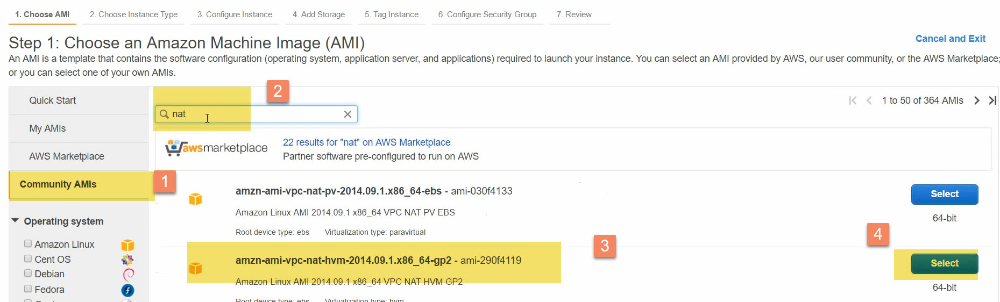 1. Choose AMI 2. Choose Instance Type 3. Configure Instance 4. Add Storage 5. Tag Instance 6. Configure Security Group 7. Review
Step 1: Choose an Amazon Machine Image (AMI)
Cancel and Exit
An AMI is a template that contains the software configuration (operating system, application server, and applications) required to launch your instance. You can select an AMI provided by AWS, our user community, or the AWS Marketplace;
or you can select one of your own AMIs.
Quick Start
My AMIs
AWS Marketplace
Community AMIs
1
Operating system
Amazon Linux
Cent OS
Debian
Fedora
2
nat
1 to 50 of 364 AMIs
awsmarketplace
22 results for "nat" on AWS Marketplace
Partner software pre-configured to run on AWS
amzn-ami-vpc-nat-pv-2014.09.1.x86_64-ebs - ami-030f4133
Amazon Linux AMI 2014.09.1 x86_64 VPC NAT PV EBS
Root device type: ebs Virtualization type: paravirtual
Select
64-bit
3
4
amzn-ami-vpc-nat-hvm-2014.09.1.x86_64-gp2 - ami-290f4119
Amazon Linux AMI 2014.09.1 x86_64 VPC NAT HVM GP2
Root device type: ebs Virtualization type: hvm
Select
64-bit